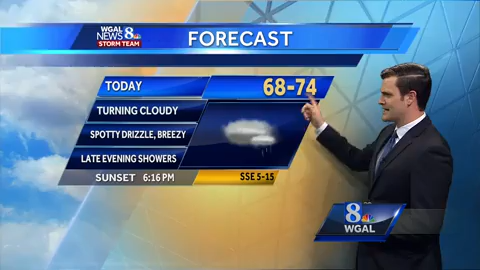 WGAL
NEWS 8
STORM TEAM
FORECAST
TODAY
68-74
TURNING CLOUDY
SPOTTY DRIZZLE, BREEZY
LATE EVENING SHOWERS
SUNSET 6:16 PM
SSE 5-15
8
WGAL